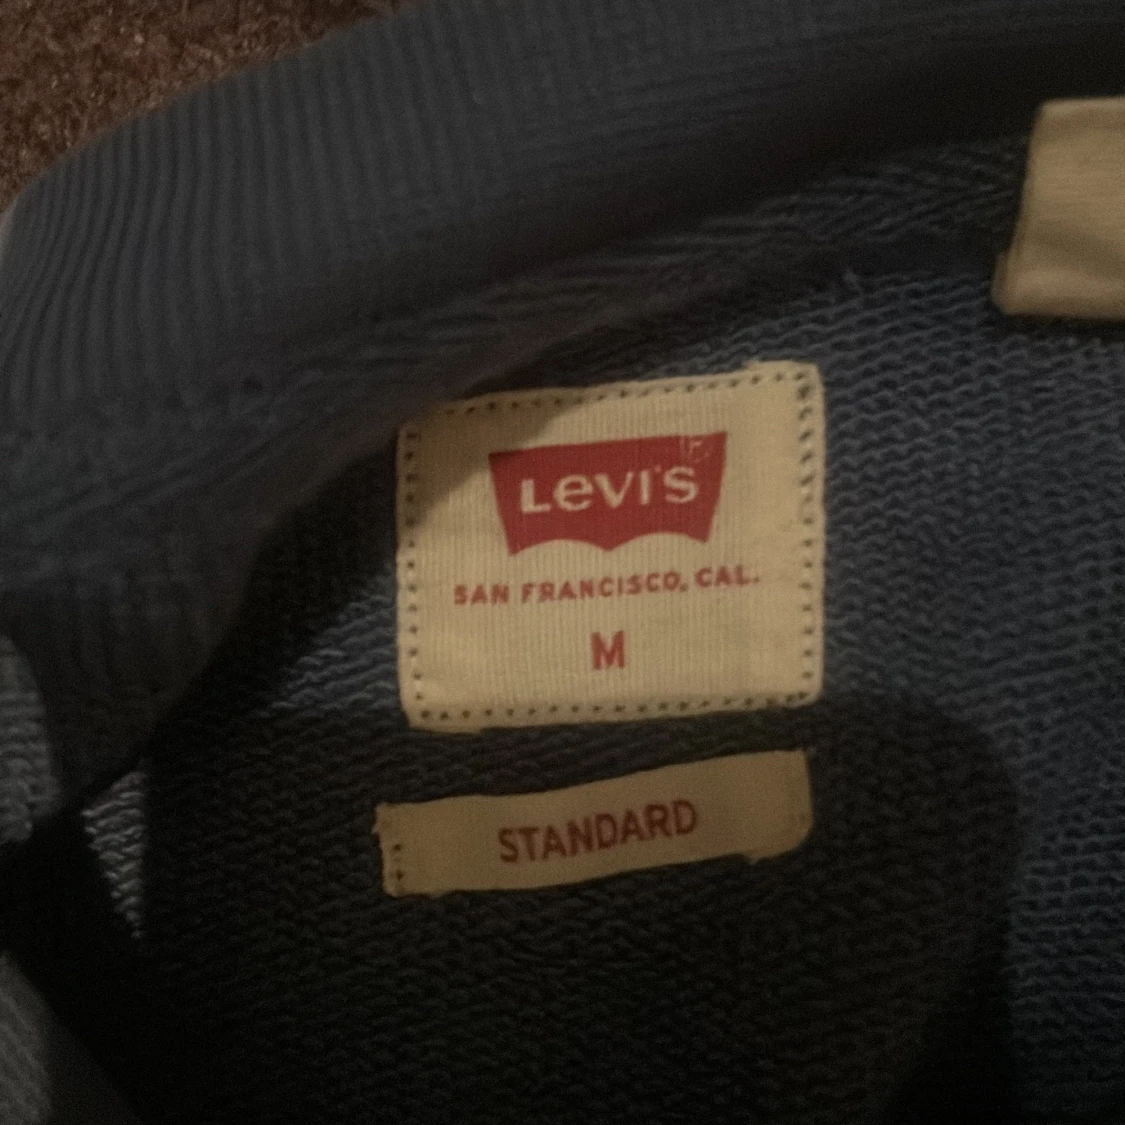 LEVI'S
SAN FRANCISCO, CAL.
M
STANDARD